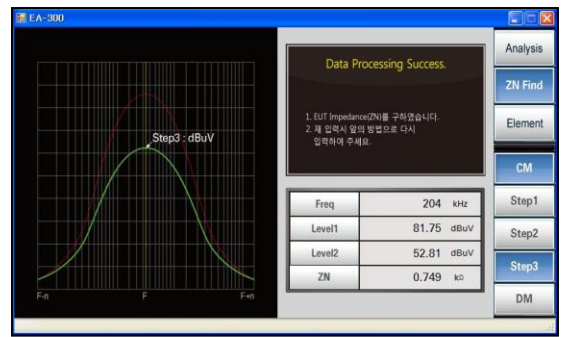 EA-300
Step3 : dBuV
F-n
F
F+n
Data Processing Success.
1. EUT Impedance(ZN)를 구하였습니다.
2. 재 입력시 앞의 방법으로 다시
입력하여 주세요.
Freq 204 kHz
Level1 81.75 dBuV
Level2 52.81 dBuV
ZN 0.749 kΩ
Analysis
ZN Find
Element
CM
Step1
Step2
Step3
DM